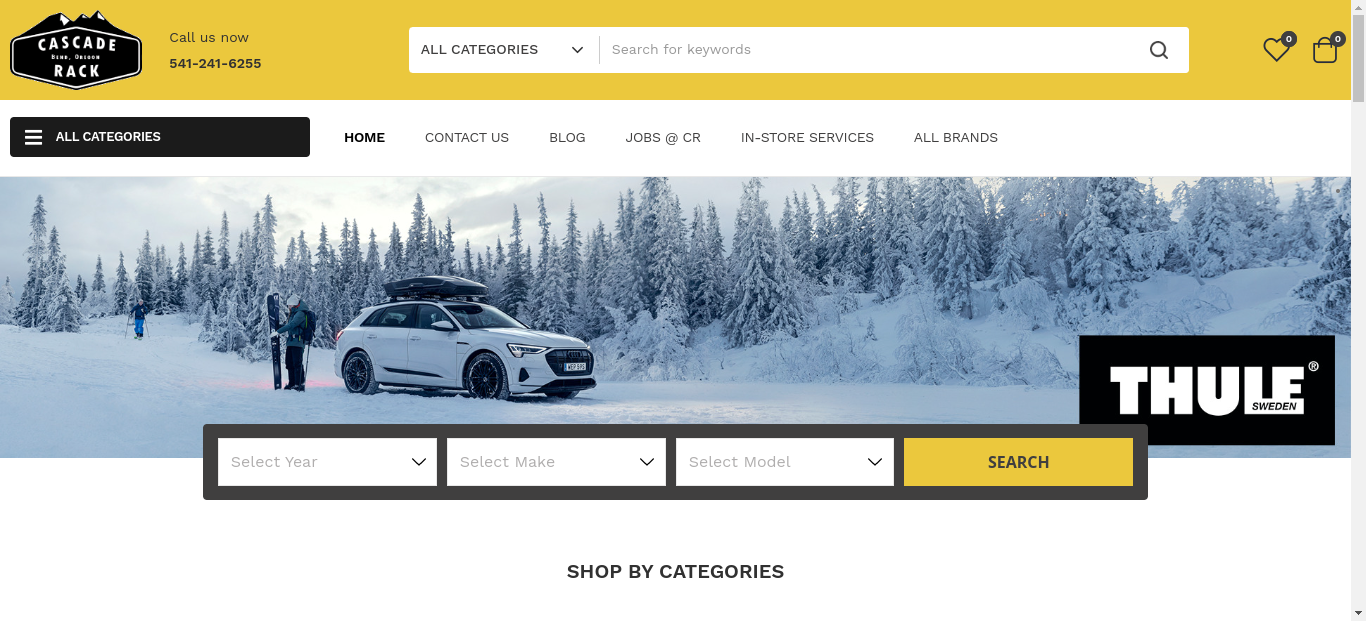 CASCADE
BEND, OREGON
RACK
Call us now
541-241-6255
ALL CATEGORIES
Search for keywords
0
0
ALL CATEGORIES
HOME
CONTACT US
BLOG
JOBS @ CR
IN-STORE SERVICES
ALL BRANDS
THULE®
SWEDEN
Select Year
Select Make
Select Model
SEARCH
SHOP BY CATEGORIES